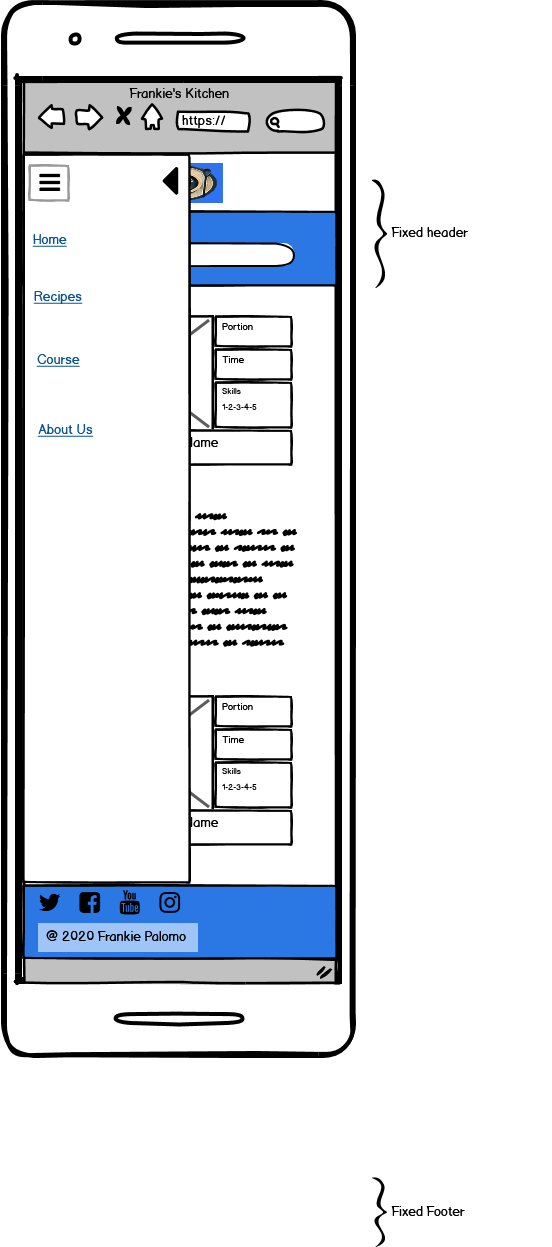 Frankie's Kitchen
https://
Fixed header
Home
Recipes
Course
About Us
Portion
Time
Skills
1-2-3-4-5
lame
Portion
Time
Skills
1-2-3-4-5
lame
You
Tube
@ 2020 Frankie Palomo
Fixed Footer